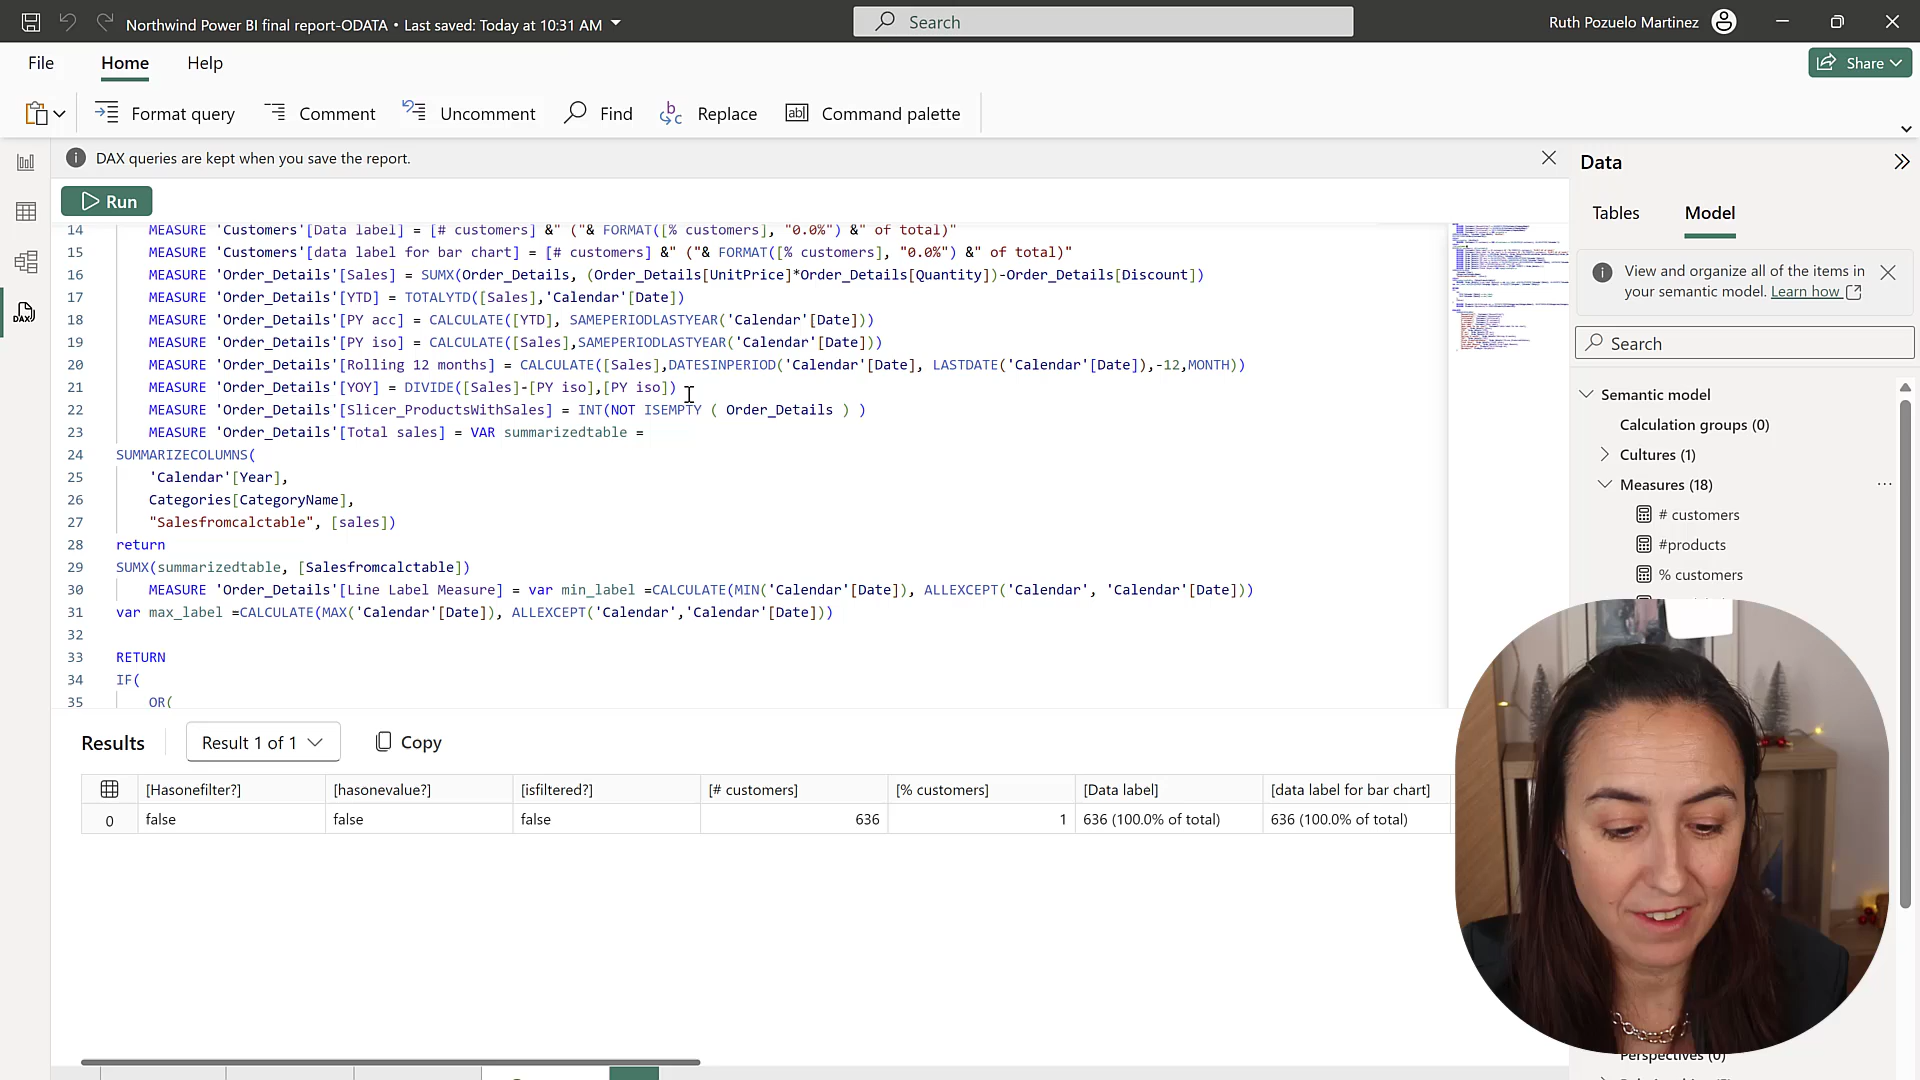 Northwind Power BI final report-ODATA • Last saved: Today at 10:31 AM
Search
Ruth Pozuelo Martinez
File
Home
Help
Share
Format query
Comment
Uncomment
Find
Replace
Command palette
DAX queries are kept when you save the report.
Run
14 MEASURE 'Customers'[Data label] = [# customers] &" ("& FORMAT([% customers], "0.0%") &" of total)"
15 MEASURE 'Customers'[data label for bar chart] = [# customers] &" ("& FORMAT([% customers], "0.0%") &" of total)"
16 MEASURE 'Order_Details'[Sales] = SUMX(Order_Details, (Order_Details[UnitPrice]*Order_Details[Quantity])-Order_Details[Discount])
17 MEASURE 'Order_Details'[YTD] = TOTALYTD([Sales],'Calendar'[Date])
18 MEASURE 'Order_Details'[PY acc] = CALCULATE([YTD], SAMEPERIODLASTYEAR('Calendar'[Date]))
19 MEASURE 'Order_Details'[PY iso] = CALCULATE([Sales],SAMEPERIODLASTYEAR('Calendar'[Date]))
20 MEASURE 'Order_Details'[Rolling 12 months] = CALCULATE([Sales],DATESINPERIOD('Calendar'[Date], LASTDATE('Calendar'[Date]),-12,MONTH))
21 MEASURE 'Order_Details'[YOY] = DIVIDE([Sales]-[PY iso],[PY iso])
22 MEASURE 'Order_Details'[Slicer_ProductsWithSales] = INT(NOT ISEMPTY ( Order_Details ) )
23 MEASURE 'Order_Details'[Total sales] = VAR summarizedtable =
24 SUMMARIZECOLUMNS(
25 'Calendar'[Year],
26 Categories[CategoryName],
27 "Salesfromcalctable", [sales])
28 return
29 SUMX(summarizedtable, [Salesfromcalctable])
30 MEASURE 'Order_Details'[Line Label Measure] = var min_label =CALCULATE(MIN('Calendar'[Date]), ALLEXCEPT('Calendar', 'Calendar'[Date]))
31 var max_label =CALCULATE(MAX('Calendar'[Date]), ALLEXCEPT('Calendar','Calendar'[Date]))
32
33 RETURN
34 IF(
35 OR(
Results
Result 1 of 1
Copy
[Hasonefilter?] [hasonevalue?] [isfiltered?] [# customers] [% customers] [Data label] [data label for bar chart]
0 false false false 636 1 636 (100.0% of total) 636 (100.0% of total)
Data
Tables
Model
View and organize all of the items in
your semantic model. Learn how
Search
Semantic model
Calculation groups (0)
Cultures (1)
Measures (18)
# customers
#products
% customers
Perspectives (0)
DAX